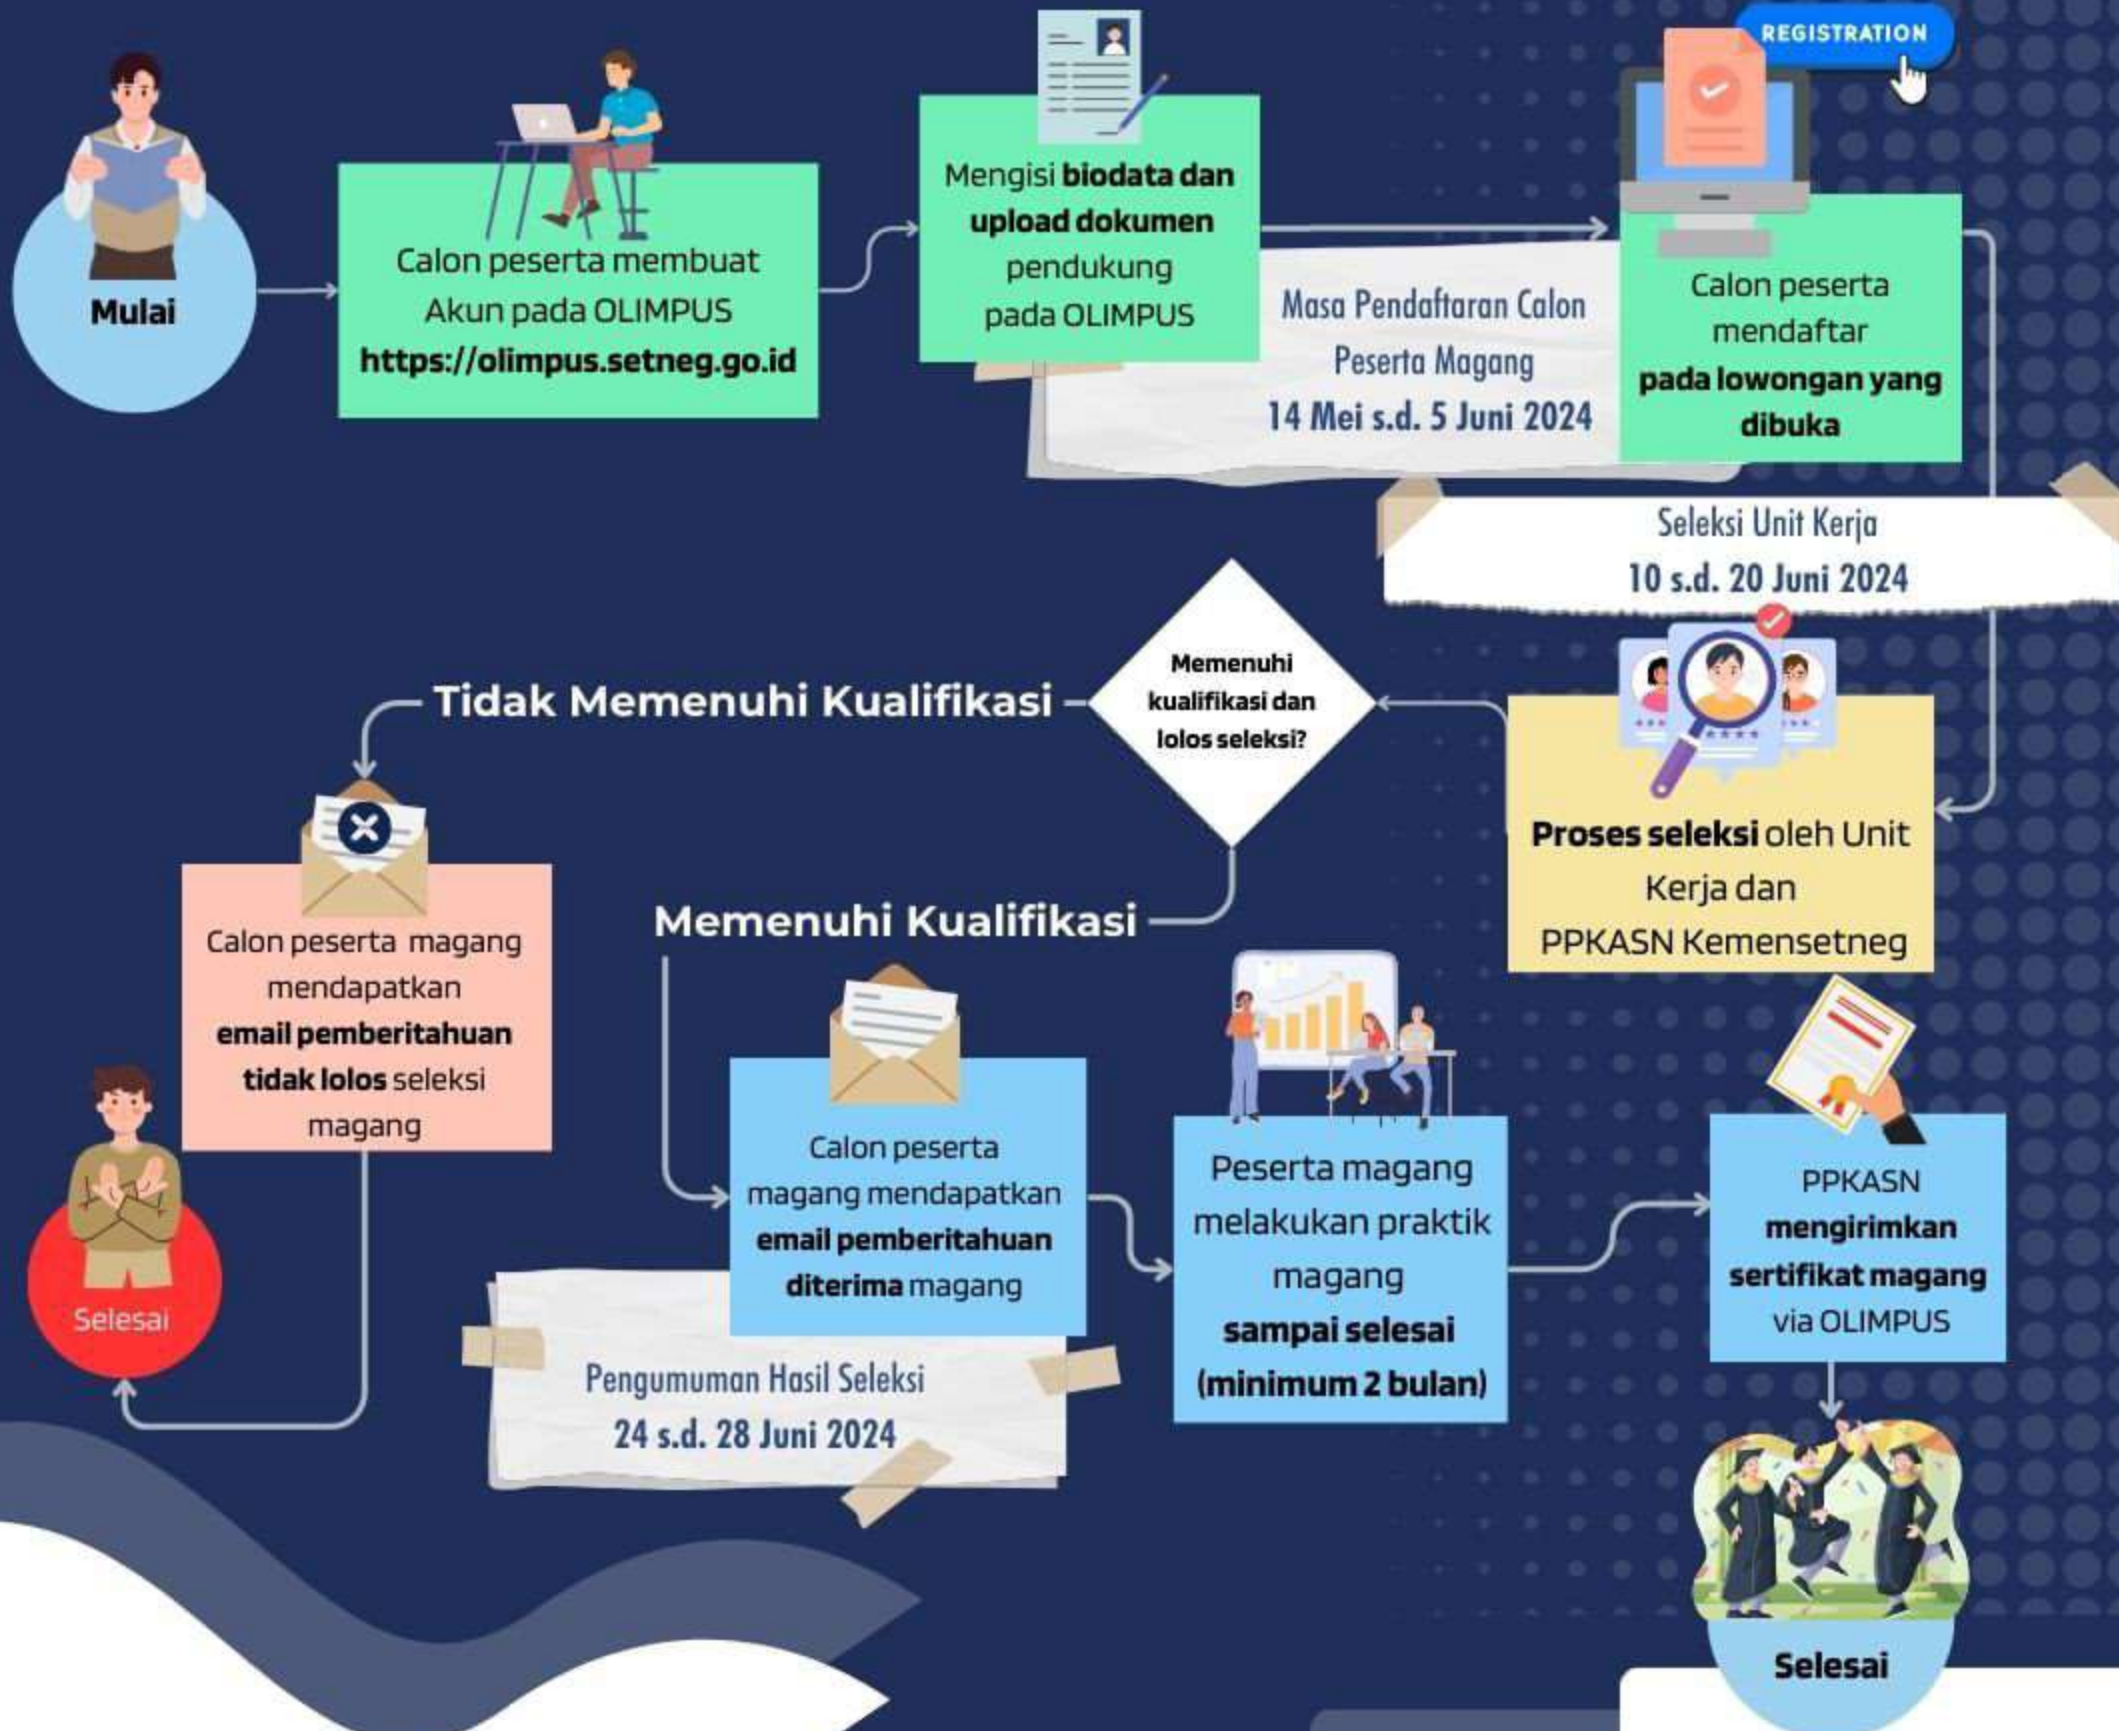 REGISTRATION
Mulai
Calon peserta membuat
Akun pada OLIMPUS
https://olimpus.setneg.go.id
Mengisi biodata dan
upload dokumen
pendukung
pada OLIMPUS
Masa Pendaftaran Calon
Peserta Magang
14 Mei s.d. 5 Juni 2024
Calon peserta
mendaftar
pada lowongan yang
dibuka
Seleksi Unit Kerja
10 s.d. 20 Juni 2024
Proses seleksi oleh Unit
Kerja dan
PPKASN Kemensetneg
Memenuhi
kualifikasi dan
lolos seleksi?
Tidak Memenuhi Kualifikasi
Calon peserta magang
mendapatkan
email pemberitahuan
tidak lolos seleksi
magang
Selesai
Memenuhi Kualifikasi
Calon peserta
magang mendapatkan
email pemberitahuan
diterima magang
Pengumuman Hasil Seleksi
24 s.d. 28 Juni 2024
Peserta magang
melakukan praktik
magang
sampai selesai
(minimum 2 bulan)
PPKASN
mengirimkan
sertifikat magang
via OLIMPUS
Selesai